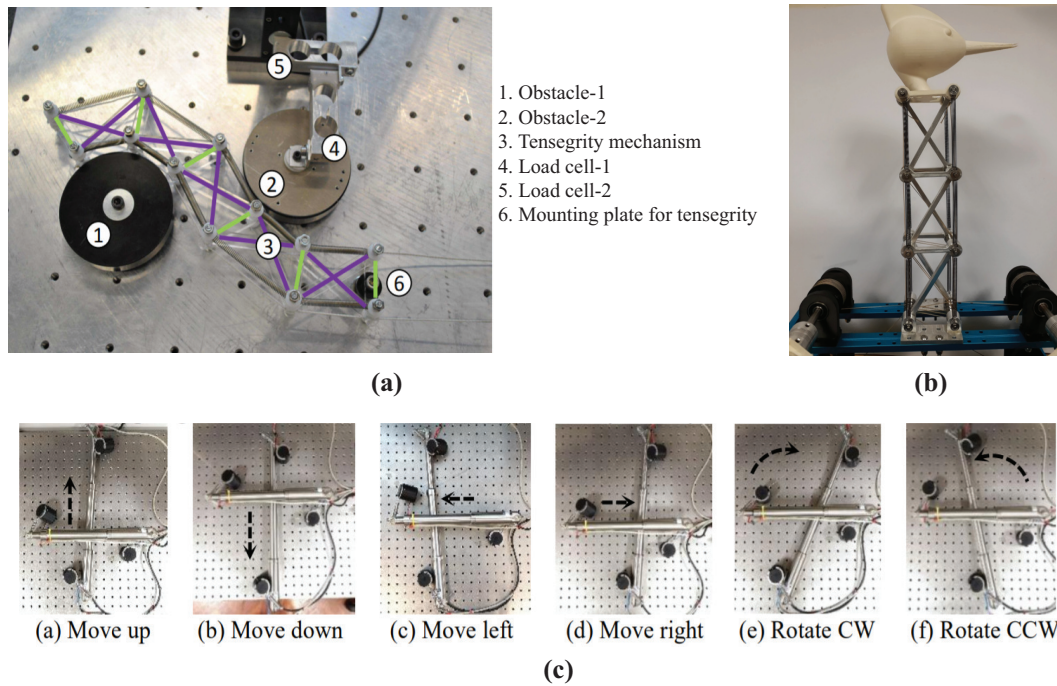 5
4
2
1
3
6
1. Obstacle-1
2. Obstacle-2
3. Tensegrity mechanism
4. Load cell-1
5. Load cell-2
6. Mounting plate for tensegrity
(a)
(b)
(a) Move up
(b) Move down
(c) Move left
(d) Move right
(e) Rotate CW
(f) Rotate CCW
(c)